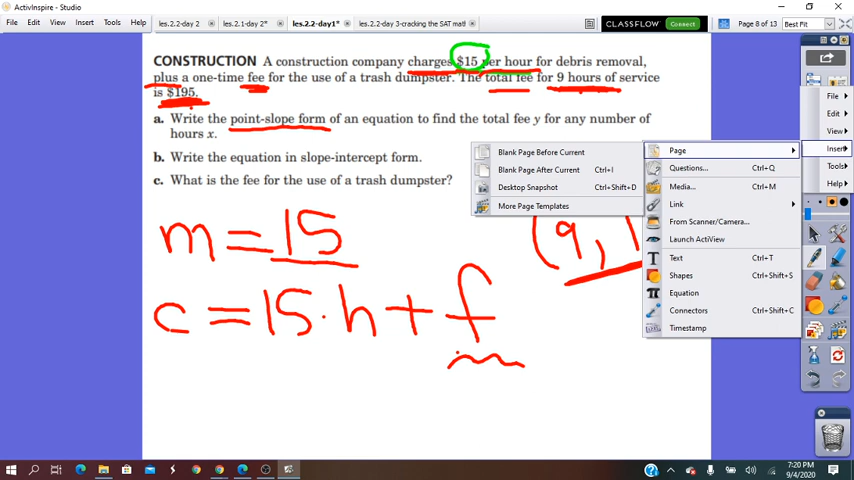 ActivInspire - Studio
File Edit View Insert Tools Help
les.2.2-day 2
les.2.1-day 2*
les.2.2-day1*
les.2.2-day 3-cracking the SAT mat
CLASSFLOW
Connect
Page 8 of 13
Best Fit
CONSTRUCTION A construction company charges $15 per hour for debris removal,
plus a one-time fee for the use of a trash dumpster. The total fee for 9 hours of service
is $195.
a. Write the point-slope form of an equation to find the total fee y for any number of
hours x.
b. Write the equation in slope-intercept form.
c. What is the fee for the use of a trash dumpster?
m = 15
(9, 1
c = 15 · h + f
Blank Page Before Current
Blank Page After Current Ctrl+I
Desktop Snapshot Ctrl+Shift+D
More Page Templates
Page
Questions... Ctrl+Q
Media... Ctrl+M
Link
From Scanner/Camera...
Launch ActiView
Text Ctrl+T
Shapes Ctrl+Shift+S
Equation
Connectors Ctrl+Shift+C
Timestamp
File
Edit
View
Insert
Tools
Help
7:20 PM
9/4/2020